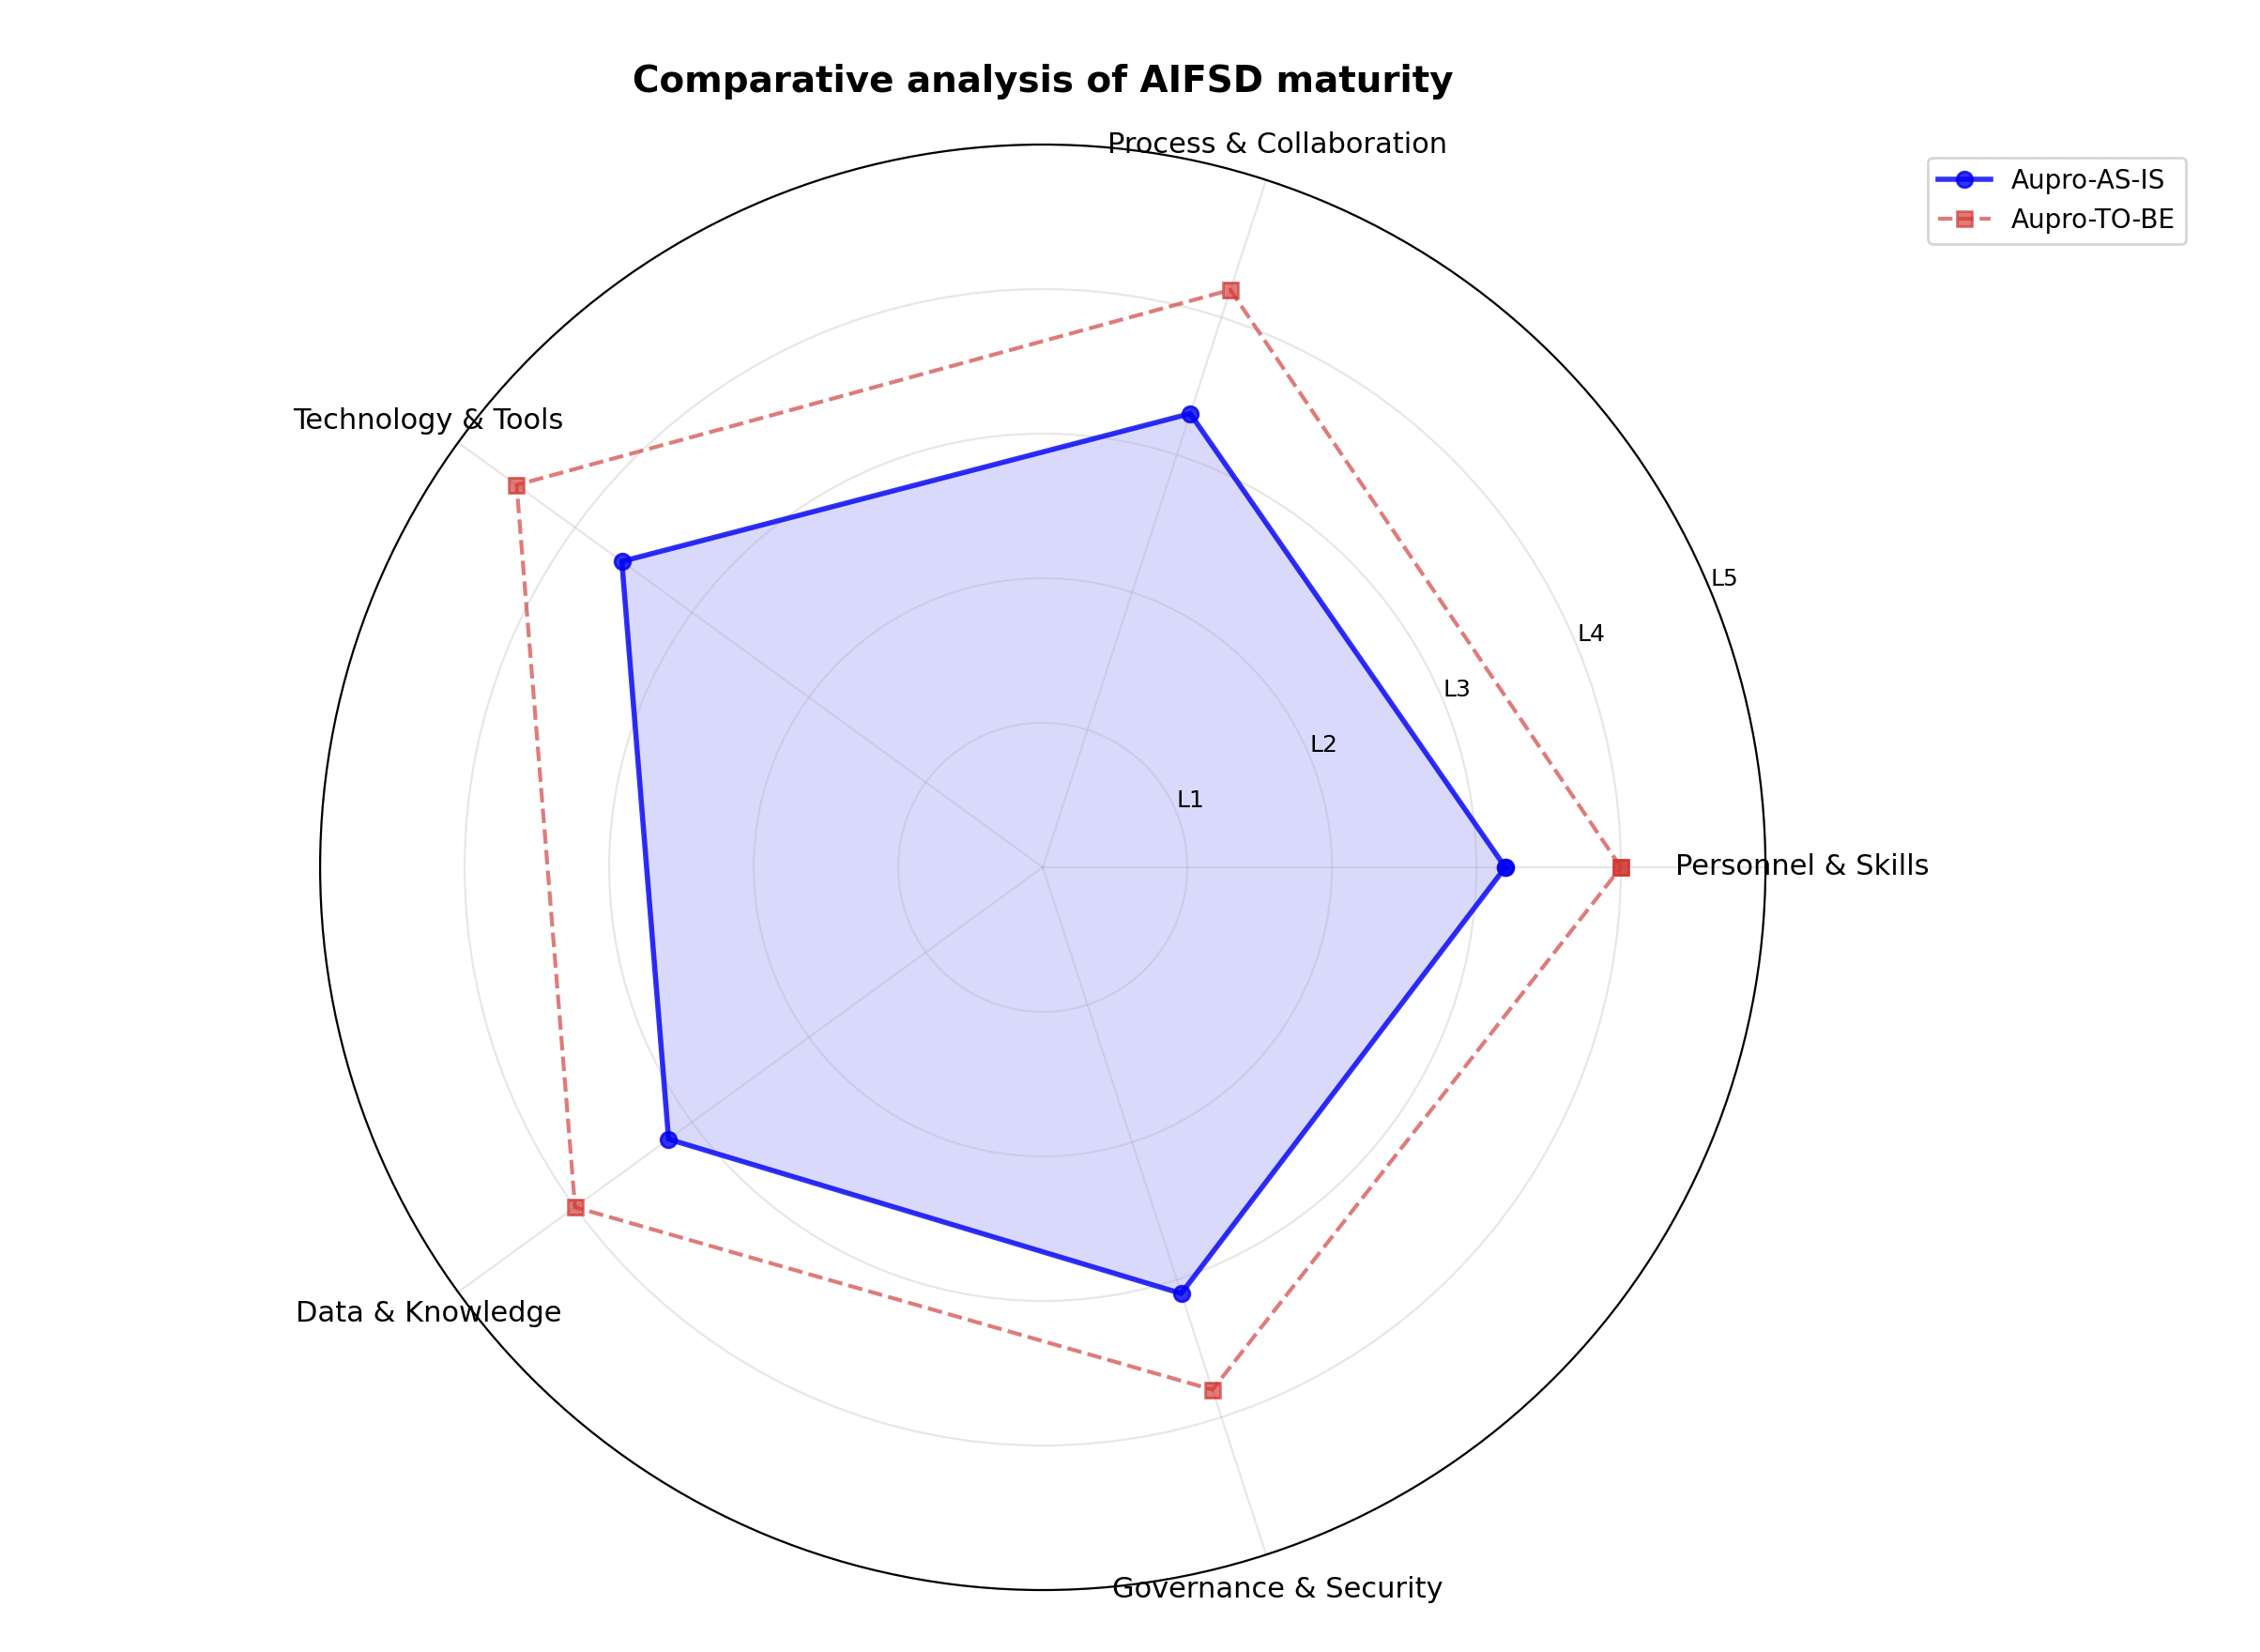 Comparative analysis of AIFSD maturity
Process & Collaboration
Aupro-AS-IS
Aupro-TO-BE
Technology & Tools
L5
L4
L3
L2
L1
Personnel & Skills
Data & Knowledge
Governance & Security